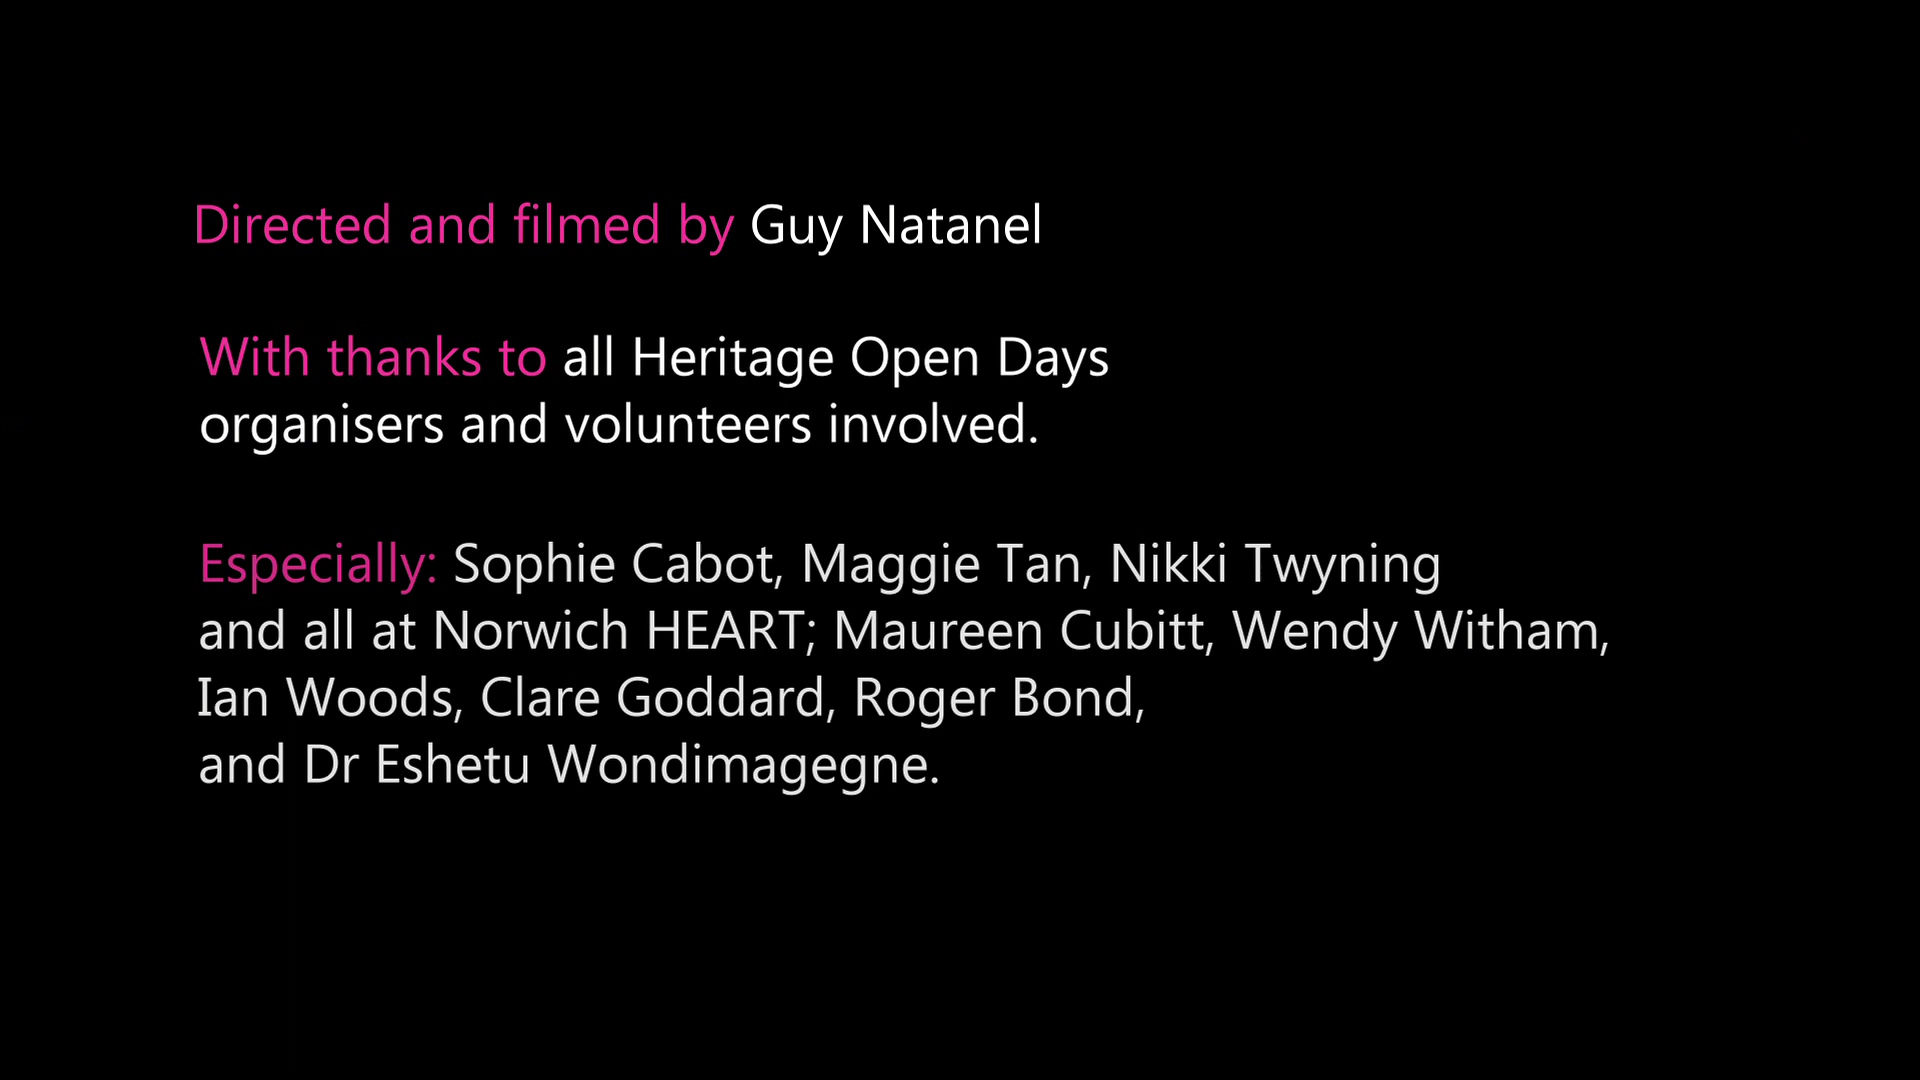 Directed and filmed by Guy Natanel
With thanks to all Heritage Open Days
organisers and volunteers involved.
Especially: Sophie Cabot, Maggie Tan, Nikki Twyning
and all at Norwich HEART; Maureen Cubitt, Wendy Witham,
Ian Woods, Clare Goddard, Roger Bond,
and Dr Eshetu Wondimagegne.